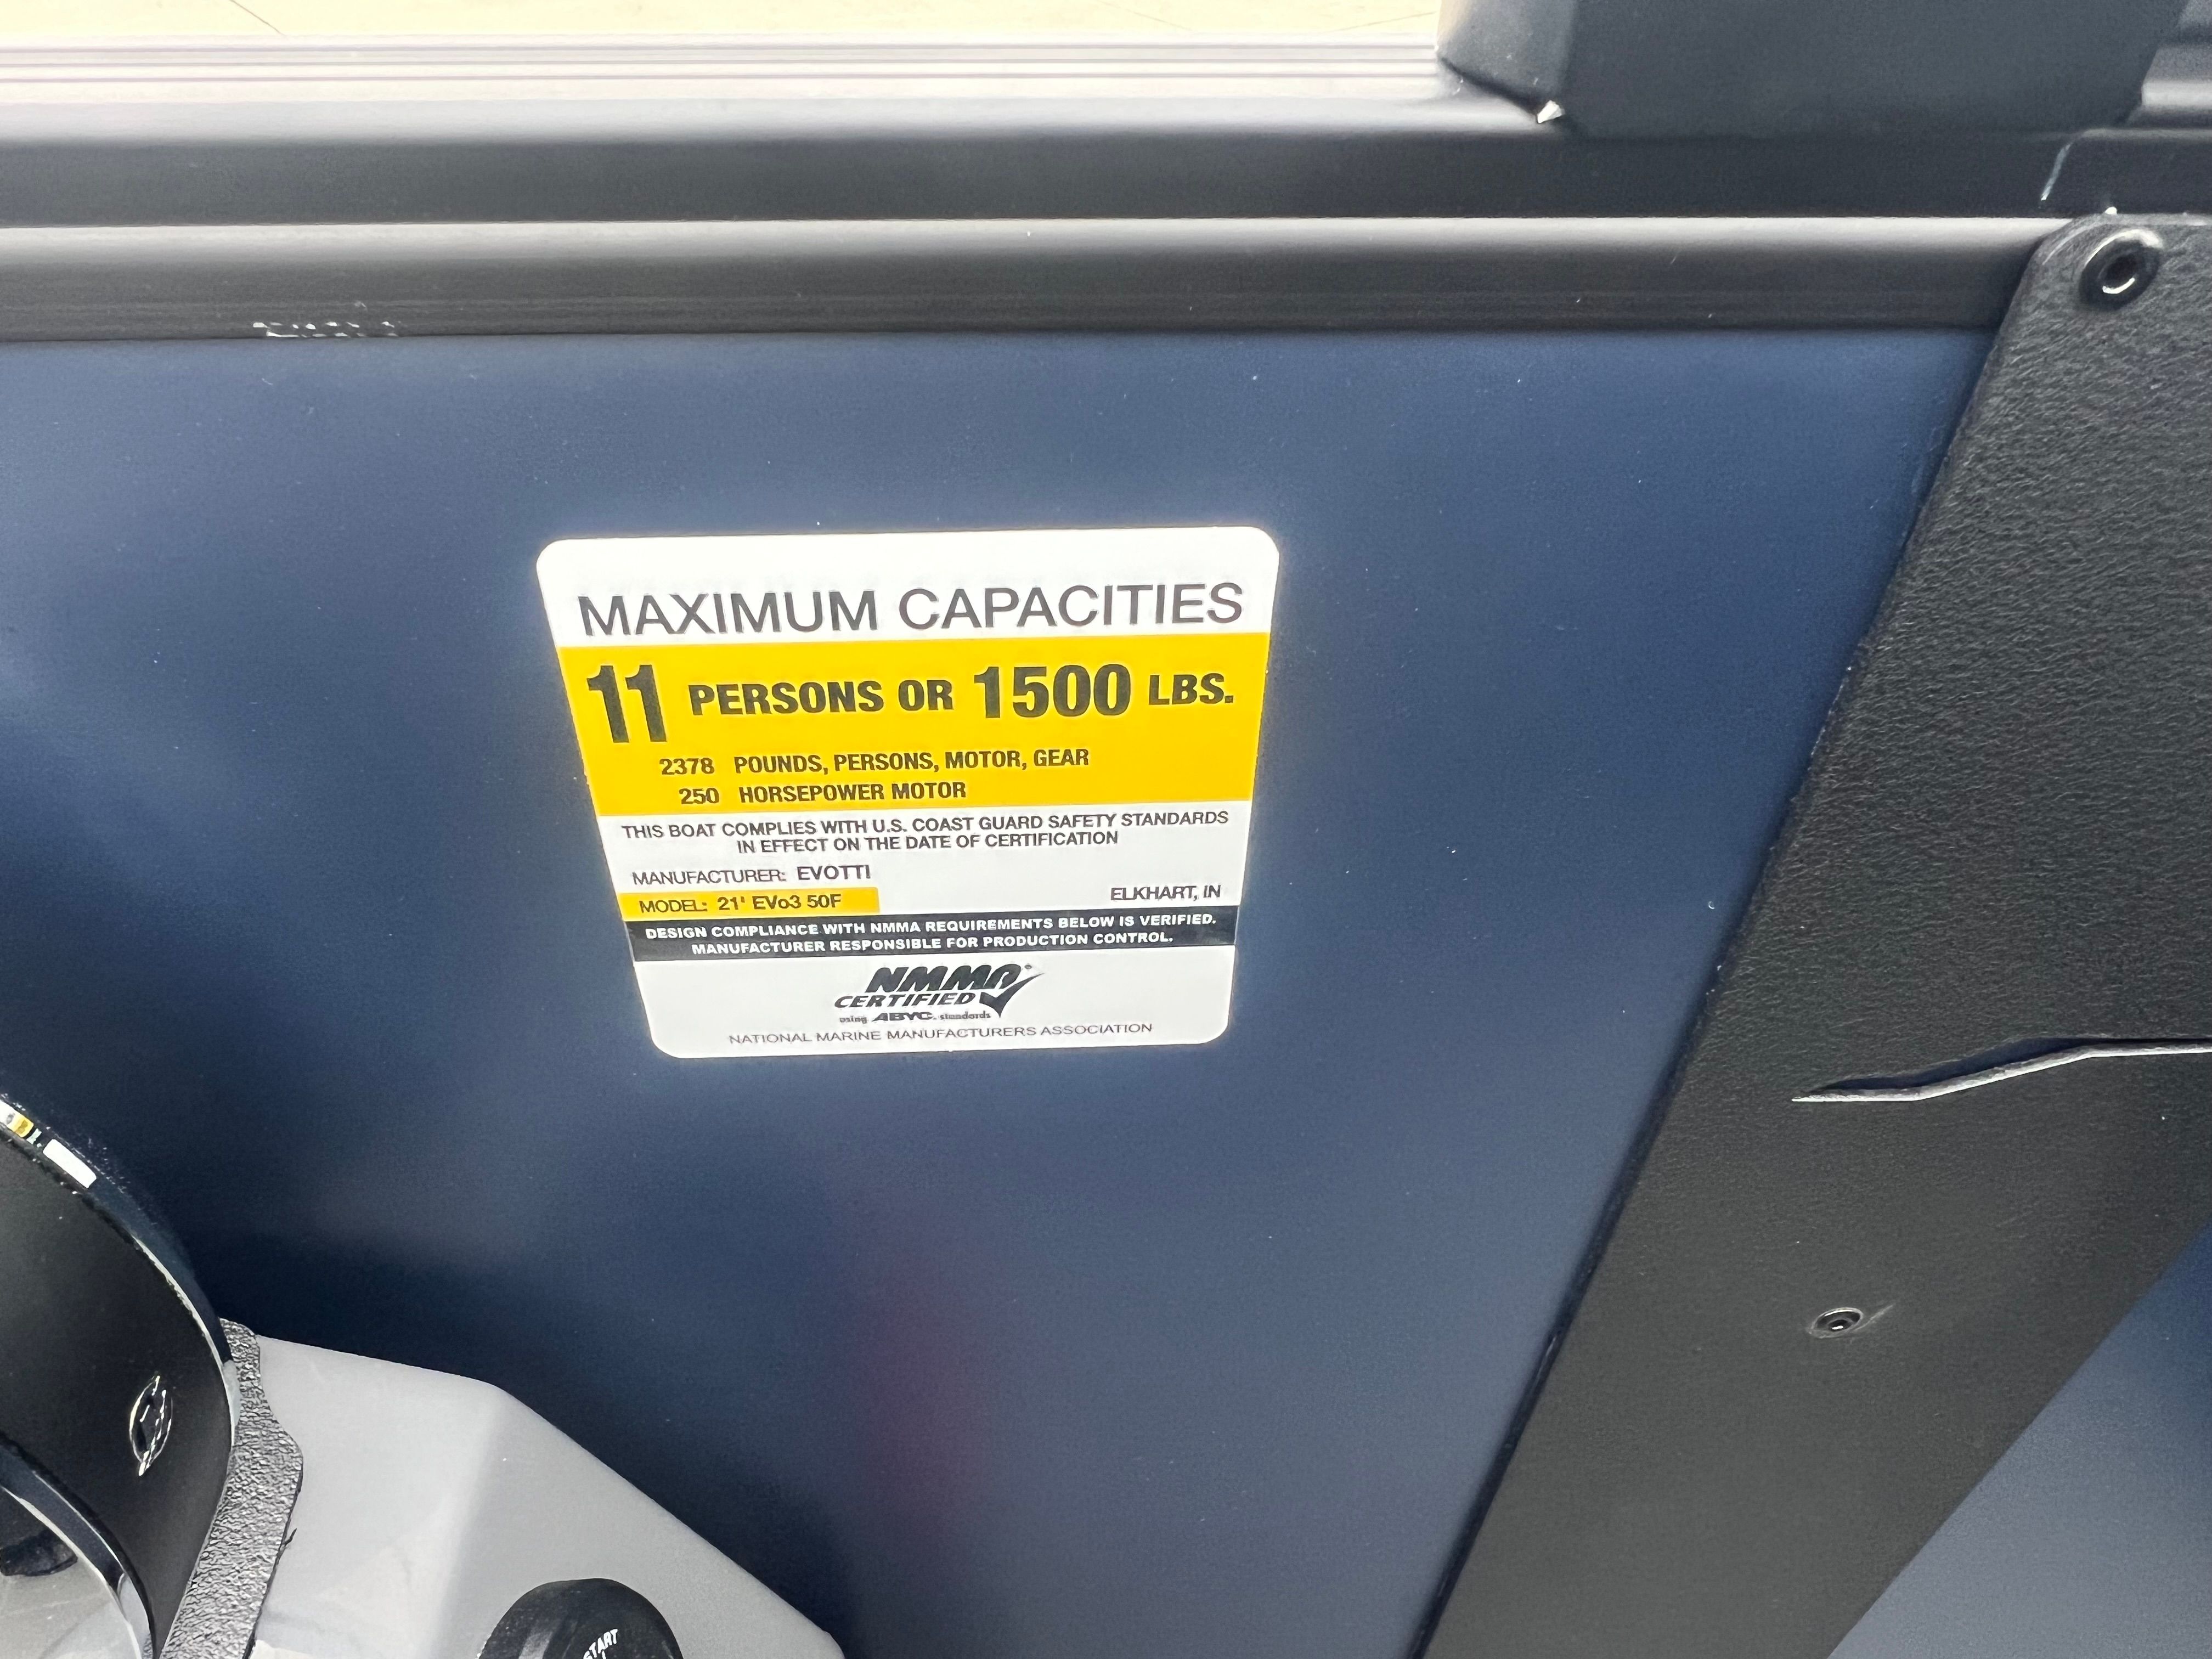 MAXIMUM CAPACITIES
11 PERSONS OR 1500 LBS.
2378 POUNDS, PERSONS, MOTOR, GEAR
250 HORSEPOWER MOTOR
THIS BOAT COMPLIES WITH U.S. COAST GUARD SAFETY STANDARDS
IN EFFECT ON THE DATE OF CERTIFICATION
MANUFACTURER: EVOTTI
ELKHART, IN
MODEL: 21' EVo3 50F
DESIGN COMPLIANCE WITH NMMA REQUIREMENTS BELOW IS VERIFIED.
MANUFACTURER RESPONSIBLE FOR PRODUCTION CONTROL.
NMMA®
CERTIFIED
using ABYC. standards
NATIONAL MARINE MANUFACTURERS ASSOCIATION
START